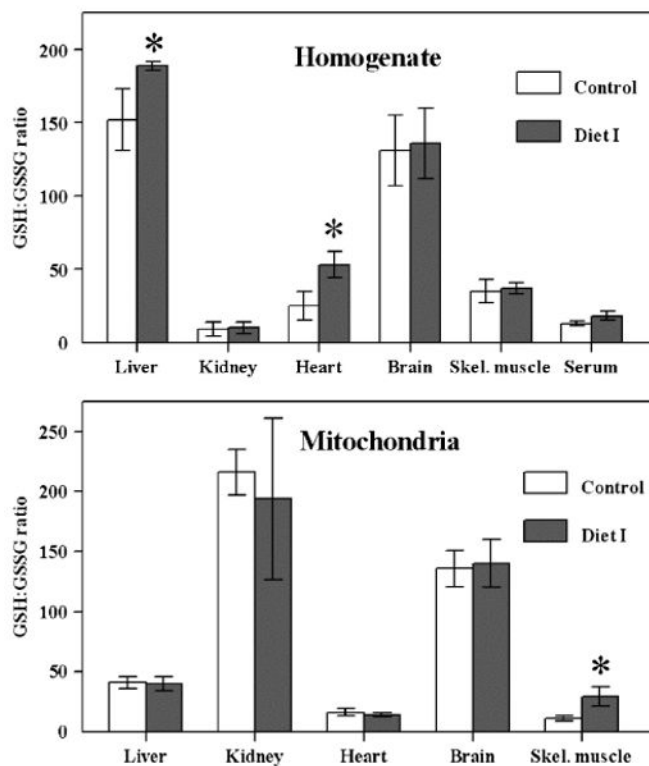 *
Homogenate
Control
Diet I
*
GSH:GSSG ratio
200
150
100
50
0
Liver Kidney Heart Brain Skel. muscle Serum
Mitochondria
Control
Diet I
*
GSH:GSSG ratio
250
200
150
100
50
0
Liver Kidney Heart Brain Skel. muscle